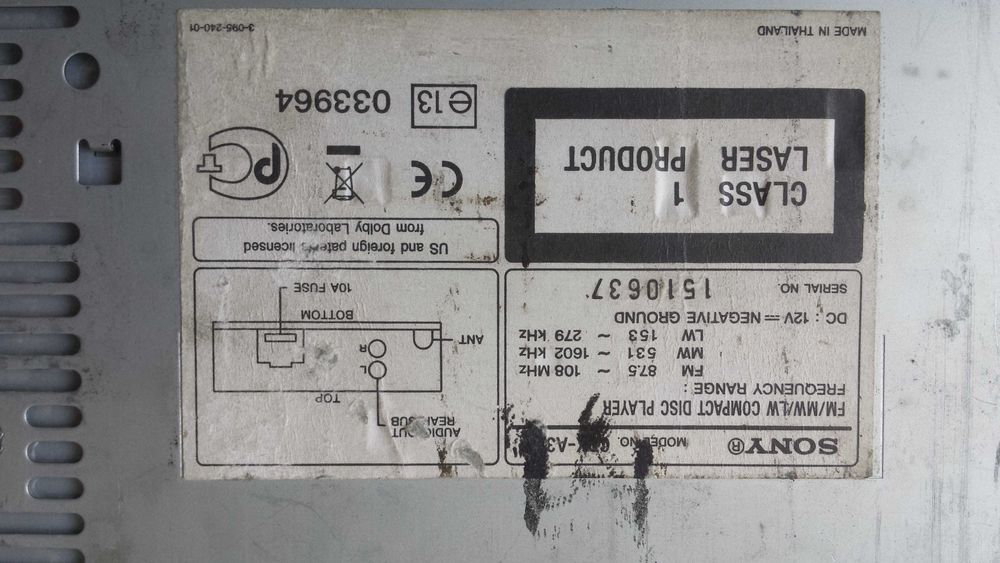 SONY® MODEL NO.
FM/MW/LW COMPACT DISC PLAYER
FREQUENCY RANGE :
FM 87.5 ~ 108 MHz
MW 531 ~ 1602 kHz
LW 153 ~ 279 kHz
DC : 12V ⎓ NEGATIVE GROUND
SERIAL NO. 1510637
AUDIO OUT
REAR/SUB
TOP
L
R
ANT
BOTTOM
10A FUSE
CLASS 1
LASER PRODUCT
US and foreign patents licensed
from Dolby Laboratories.
CE
PCT
e13 033964
MADE IN THAILAND
3-095-240-01